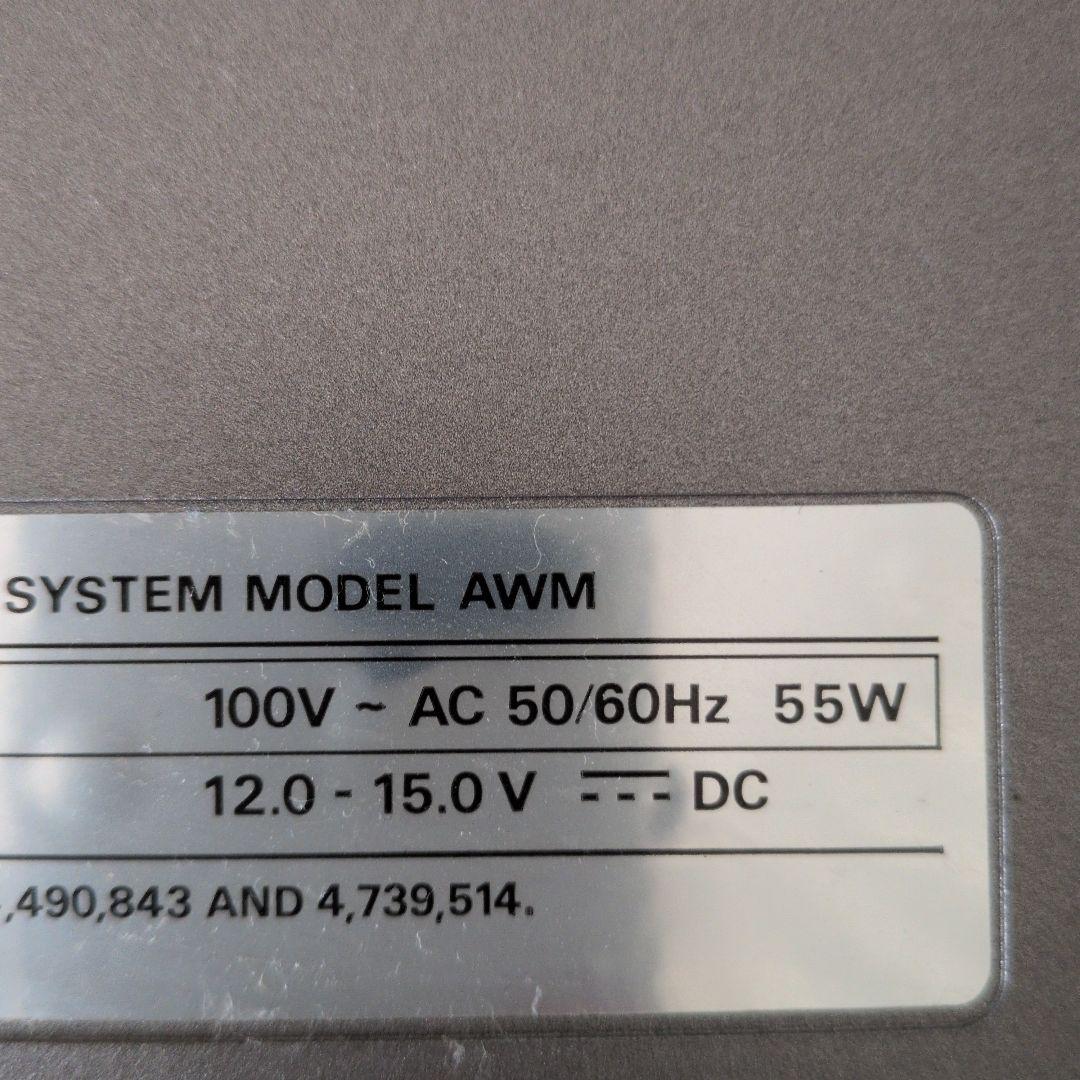 SYSTEM MODEL AWM
100V ~ AC 50/60Hz 55W
12.0 - 15.0 V ⎓ DC
,490,843 AND 4,739,514.